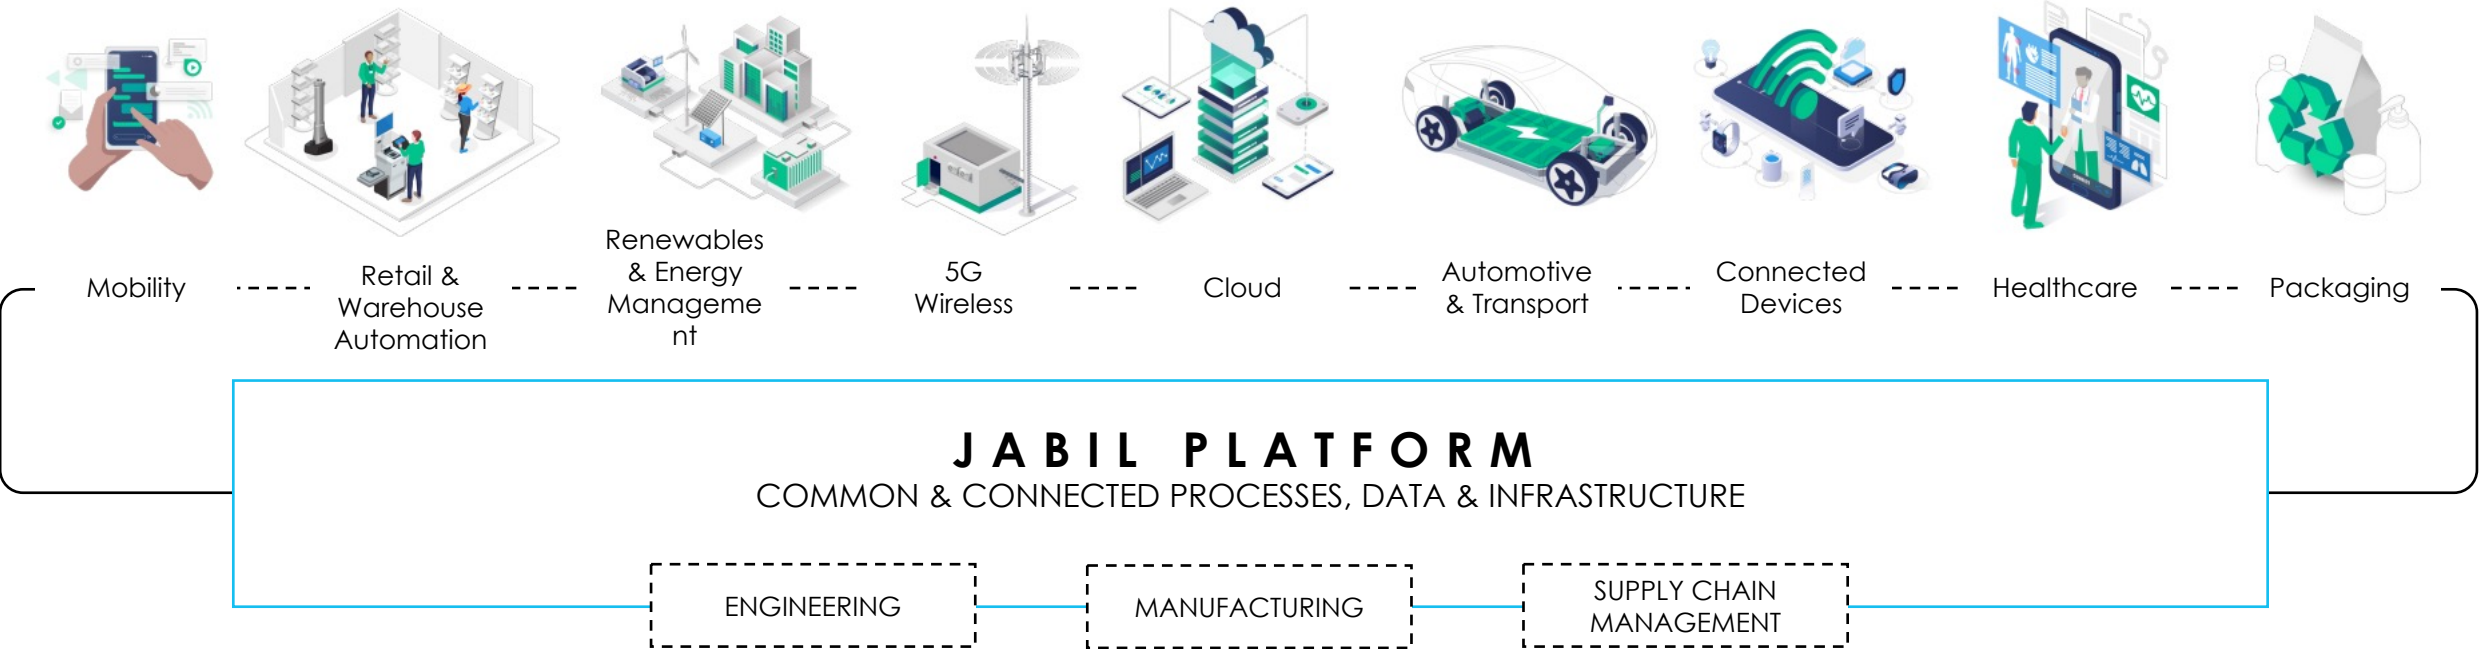 Mobility
Retail &
Warehouse
Automation
Renewables
& Energy
Manageme
nt
5G
Wireless
Cloud
Automotive
& Transport
Connected
Devices
Healthcare
Packaging
JABIL PLATFORM
COMMON & CONNECTED PROCESSES, DATA & INFRASTRUCTURE
ENGINEERING
MANUFACTURING
SUPPLY CHAIN
MANAGEMENT